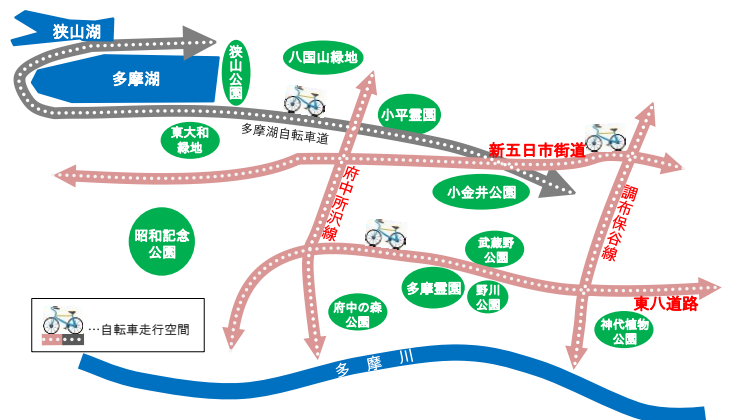 狭山湖
多摩湖
狭山公園
八国山緑地
小平霊園
東大和
緑地
多摩湖自転車道
新五日市街道
府中所沢線
小金井公園
調布保谷線
昭和記念
公園
武蔵野
公園
多摩霊園
野川
公園
東八道路
府中の森
公園
神代植物
公園
…自転車走行空間
多摩川